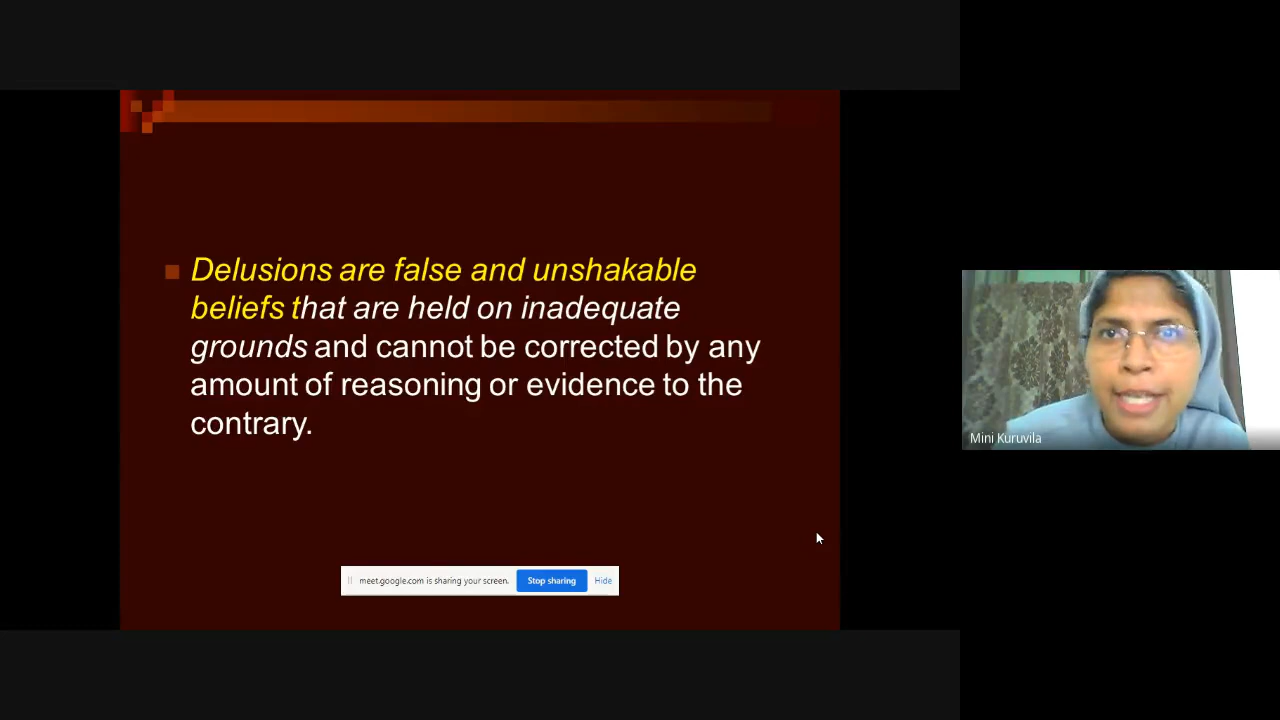 Delusions are false and unshakable
beliefs that are held on inadequate
grounds and cannot be corrected by any
amount of reasoning or evidence to the
contrary.
meet.google.com is sharing your screen.
Stop sharing
Hide
Mini Kuruvila